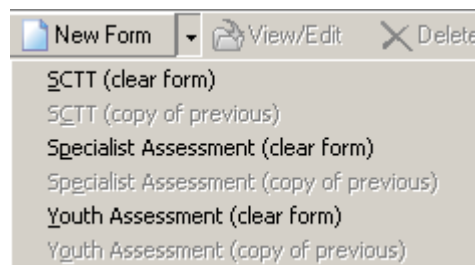 New Form View/Edit Delete
SCTT (clear form)
SCTT (copy of previous)
Specialist Assessment (clear form)
Specialist Assessment (copy of previous)
Youth Assessment (clear form)
Youth Assessment (copy of previous)